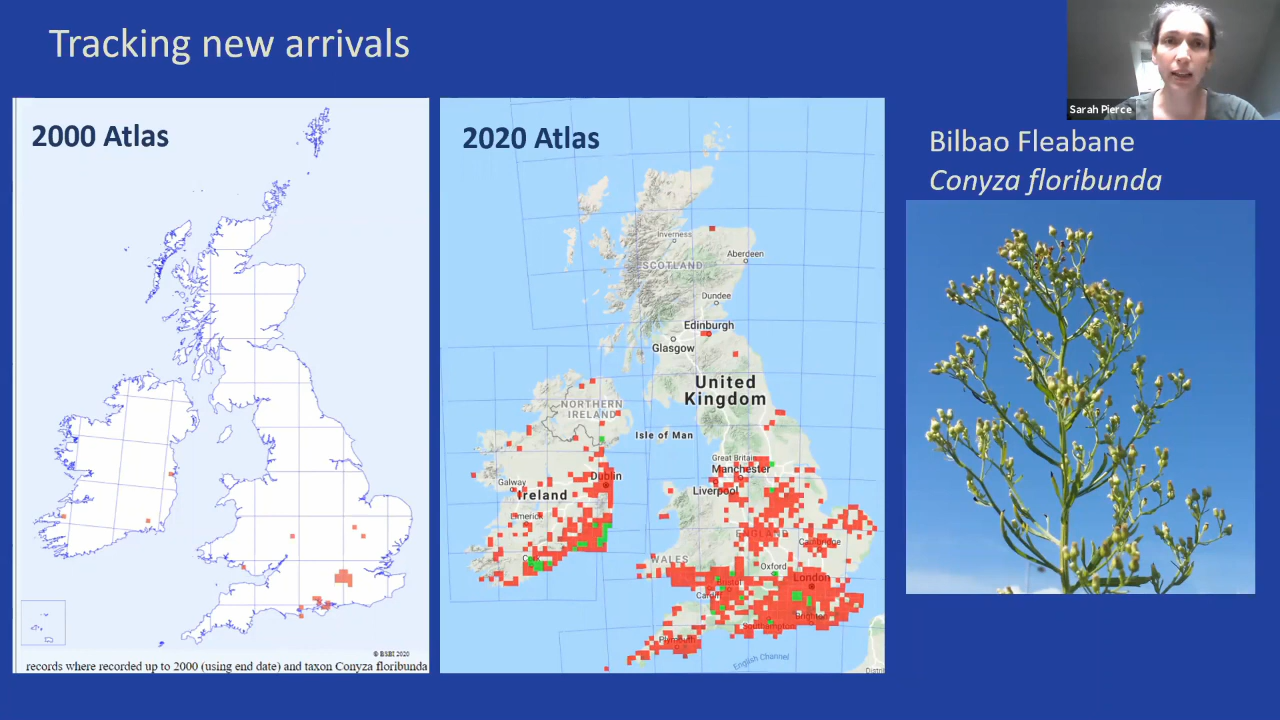 Tracking new arrivals
Sarah Pierce
2000 Atlas
© BSBI 2020
records where recorded up to 2000 (using end date) and taxon Conyza floribunda
2020 Atlas
Inverness
Aberdeen
SCOTLAND
Dundee
Edinburgh
Glasgow
United
Kingdom
NORTHERN
IRELAND
Isle of Man
Great Britain
Manchester
Dublin
Galway
Liverpool
Ireland
Limerick
ENGLAND
Cambridge
WALES
Oxford
London
Bristol
Cardiff
Brighton
Southampton
Plymouth
English Channel
Bilbao Fleabane
Conyza floribunda